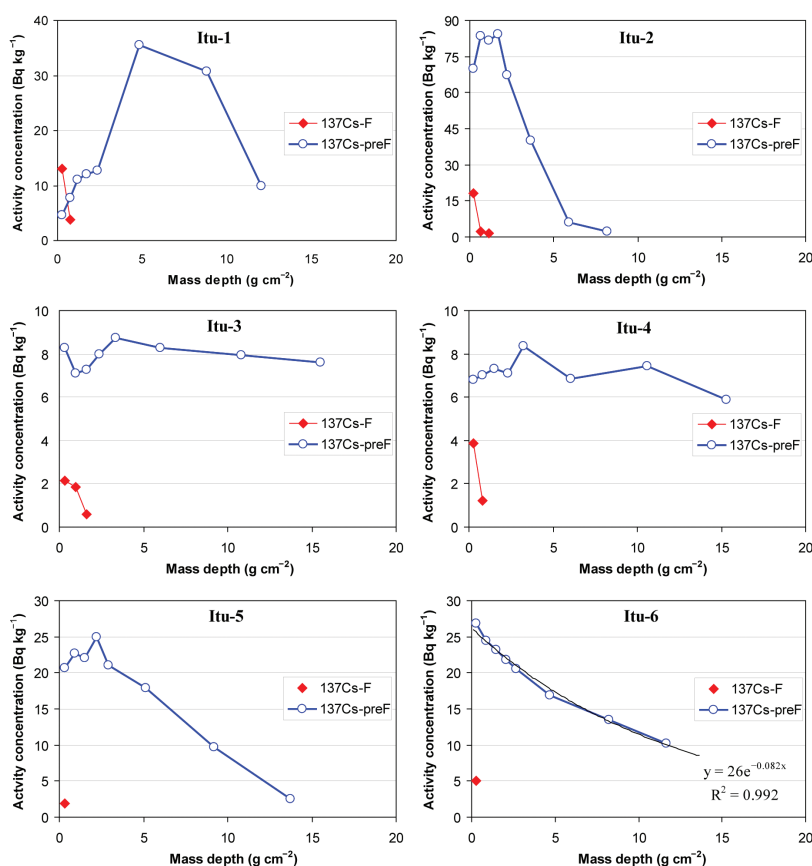 Itu-1
Activity concentration (Bq kg⁻¹)
40
30
20
10
0
137Cs-F
137Cs-preF
0 5 10 15 20
Mass depth (g cm⁻²)
Itu-2
Activity concentration (Bq kg⁻¹)
90
75
60
45
30
15
0
137Cs-F
137Cs-preF
0 5 10 15 20
Mass depth (g cm⁻²)
Itu-3
Activity concentration (Bq kg⁻¹)
10
8
6
4
2
0
137Cs-F
137Cs-preF
0 5 10 15 20
Mass depth (g cm⁻²)
Itu-4
Activity concentration (Bq kg⁻¹)
10
8
6
4
2
0
137Cs-F
137Cs-preF
0 5 10 15 20
Mass depth (g cm⁻²)
Itu-5
Activity concentration (Bq kg⁻¹)
30
25
20
15
10
5
0
137Cs-F
137Cs-preF
0 5 10 15 20
Mass depth (g cm⁻²)
Itu-6
Activity concentration (Bq kg⁻¹)
30
25
20
15
10
5
0
137Cs-F
137Cs-preF
y = 26e⁻⁰·⁰⁸²ˣ
R² = 0.992
0 5 10 15 20
Mass depth (g cm⁻²)